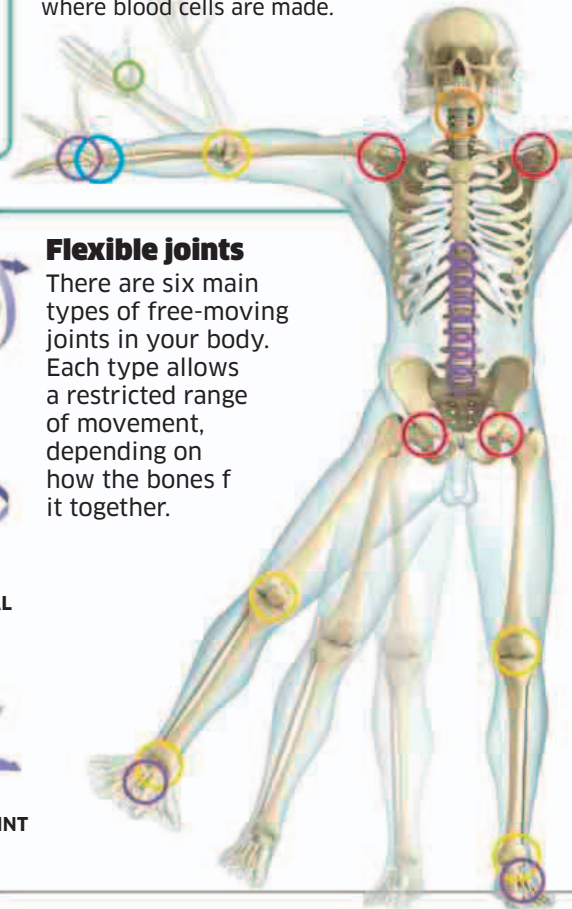 where blood cells are made.
Flexible joints
There are six main
types of free-moving
joints in your body.
Each type allows
a restricted range
of movement,
depending on
how the bones f
it together.
L
INT